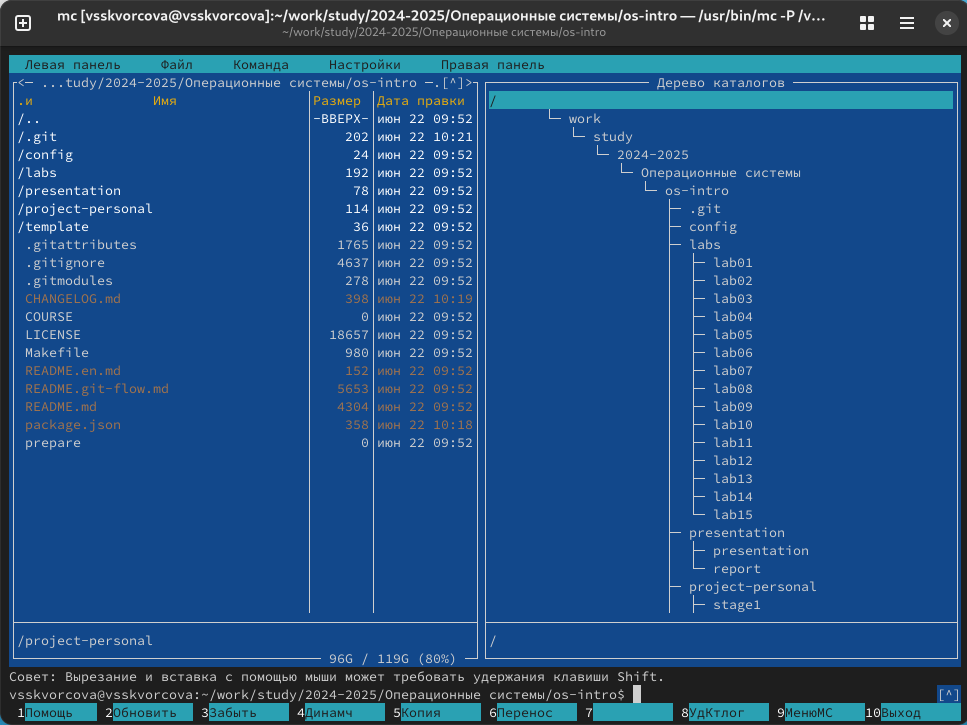 mc [vsskvorcova@vsskvorcova]:~/work/study/2024-2025/Операционные системы/os-intro — /usr/bin/mc -P /v...
~/work/study/2024-2025/Операционные системы/os-intro
Левая панель Файл Команда Настройки Правая панель
<— ...tudy/2024-2025/Операционные системы/os-intro —.[^]>
.и Имя Размер Дата правки
/.. -ВВЕРХ- июн 22 09:52
/.git 202 июн 22 10:21
/config 24 июн 22 09:52
/labs 192 июн 22 09:52
/presentation 78 июн 22 09:52
/project-personal 114 июн 22 09:52
/template 36 июн 22 09:52
.gitattributes 1765 июн 22 09:52
.gitignore 4637 июн 22 09:52
.gitmodules 278 июн 22 09:52
CHANGELOG.md 398 июн 22 10:19
COURSE 0 июн 22 09:52
LICENSE 18657 июн 22 09:52
Makefile 980 июн 22 09:52
README.en.md 152 июн 22 09:52
README.git-flow.md 5653 июн 22 09:52
README.md 4304 июн 22 09:52
package.json 358 июн 22 10:18
prepare 0 июн 22 09:52
/project-personal
96G / 119G (80%)
Дерево каталогов
/
work
study
2024-2025
Операционные системы
os-intro
.git
config
labs
lab01
lab02
lab03
lab04
lab05
lab06
lab07
lab08
lab09
lab10
lab11
lab12
lab13
lab14
lab15
presentation
presentation
report
project-personal
stage1
/
Совет: Вырезание и вставка с помощью мыши может требовать удержания клавиши Shift.
vsskvorcova@vsskvorcova:~/work/study/2024-2025/Операционные системы/os-intro$ [^]
1Помощь 2Обновить 3Забыть 4Динамч 5Копия 6Перенос 7 8УдКтлог 9МенюMC 10Выход